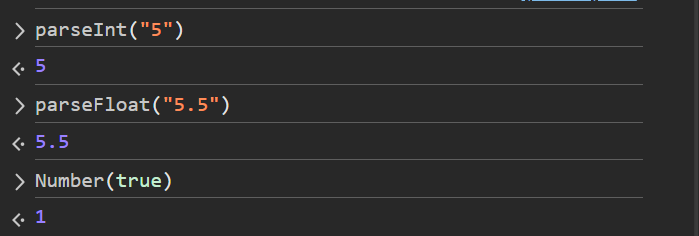 parseInt("5")
5
parseFloat("5.5")
5.5
Number(true)
1